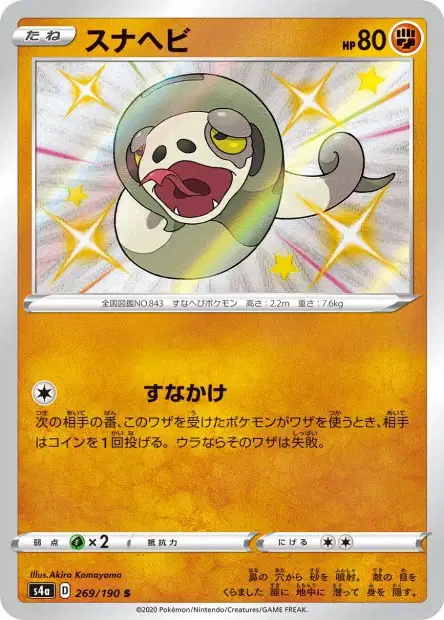 たね スナヘビ HP80
全国図鑑NO.843 すなへびポケモン 高さ:2.2m 重さ:7.6kg
すなかけ
次の相手の番、このワザを受けたポケモンがワザを使うとき、相手
はコインを1回投げる。ウラならそのワザは失敗。
弱点 ×2 抵抗力 にげる
Illus.Akira Komayama
s4a D 269/190 S
鼻の 穴から 砂を 噴射。 敵の 目を
くらました 隙に 地中に 潜って 身を 隠す。
©2020 Pokémon/Nintendo/Creatures/GAME FREAK.